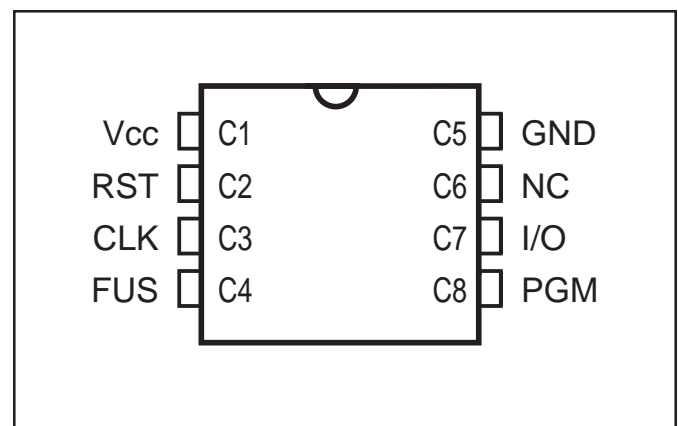 Vcc C1 C5 GND
RST C2 C6 NC
CLK C3 C7 I/O
FUS C4 C8 PGM